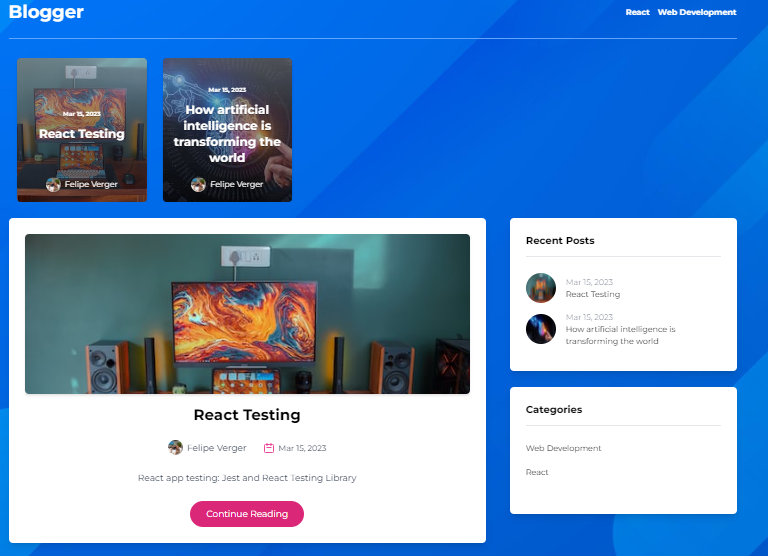 Blogger
React Web Development
Mar 15, 2023
React Testing
Felipe Verger
Mar 15, 2023
How artificial
intelligence is
transforming the
world
Felipe Verger
React Testing
Felipe Verger Mar 15, 2023
React app testing: Jest and React Testing Library
Continue Reading
Recent Posts
Mar 15, 2023
React Testing
Mar 15, 2023
How artificial intelligence is
transforming the world
Categories
Web Development
React